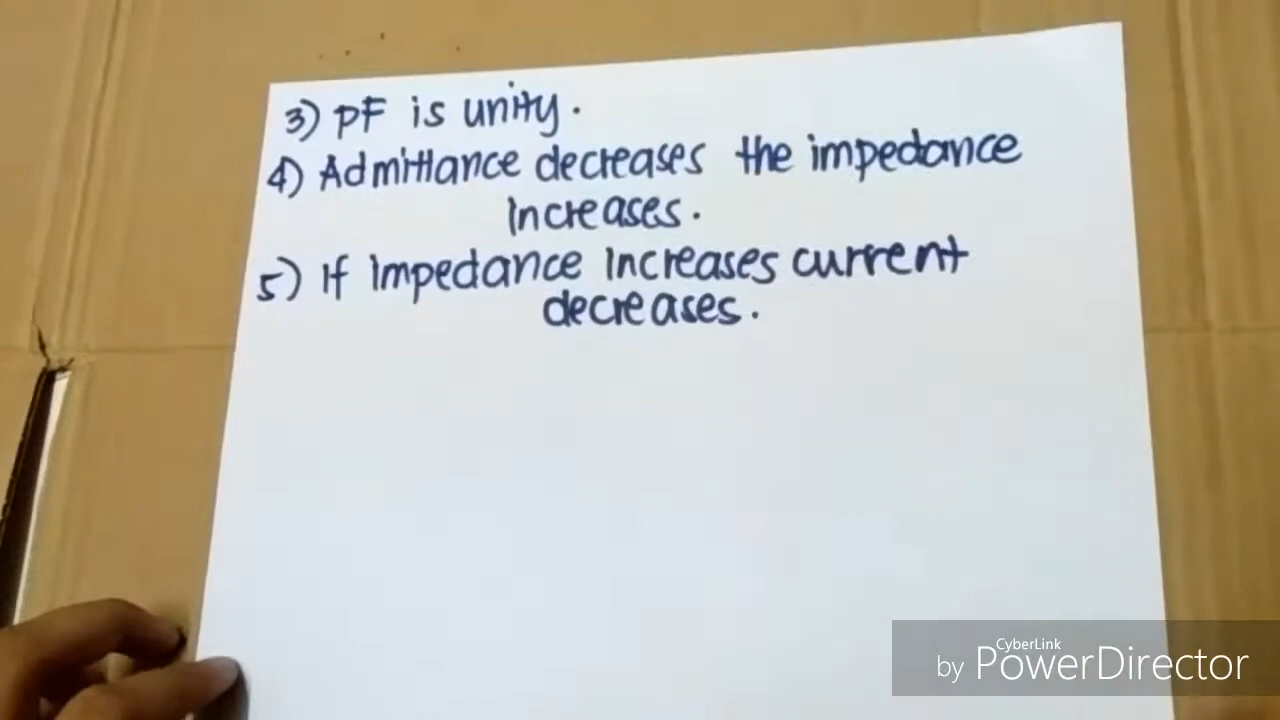 3) PF is unity.
4) Admittance decreases the impedance
increases.
5) If impedance increases current
decreases.
CyberLink
by PowerDirector